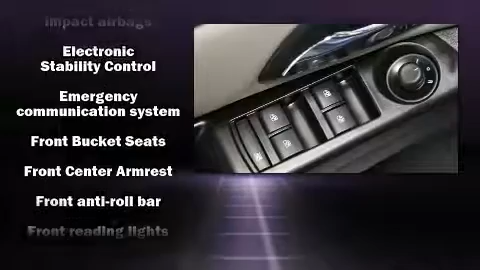 impact airbags
Electronic
Stability Control
Emergency
communication system
Front Bucket Seats
Front Center Armrest
Front anti-roll bar
Front reading lights